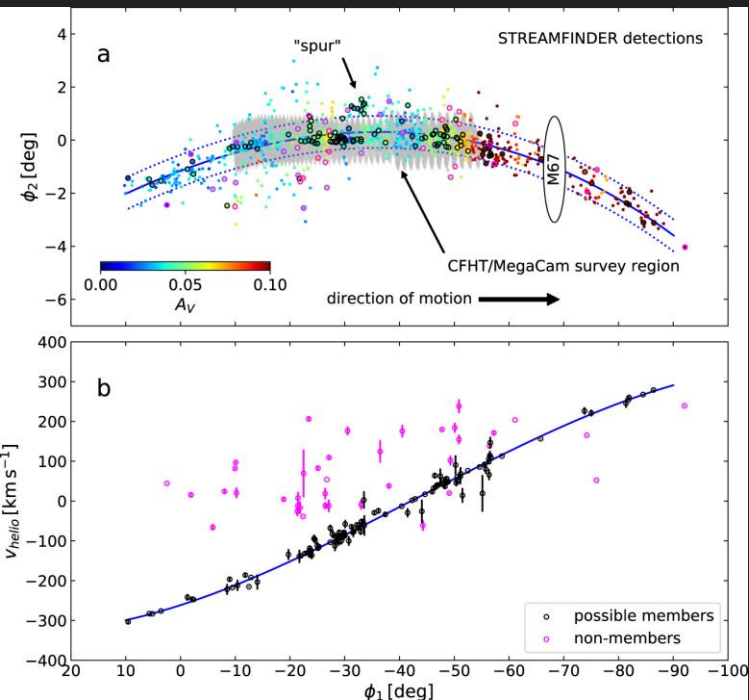 a
STREAMFINDER detections
"spur"
M67
CFHT/MegaCam survey region
direction of motion
0.00 0.05 0.10
A_V
4
2
0
−2
−4
−6
ϕ₂ [deg]
b
400
300
200
100
0
−100
−200
−300
−400
v_helio [km s⁻¹]
possible members
non-members
20 10 0 −10 −20 −30 −40 −50 −60 −70 −80 −90 −100
ϕ₁ [deg]